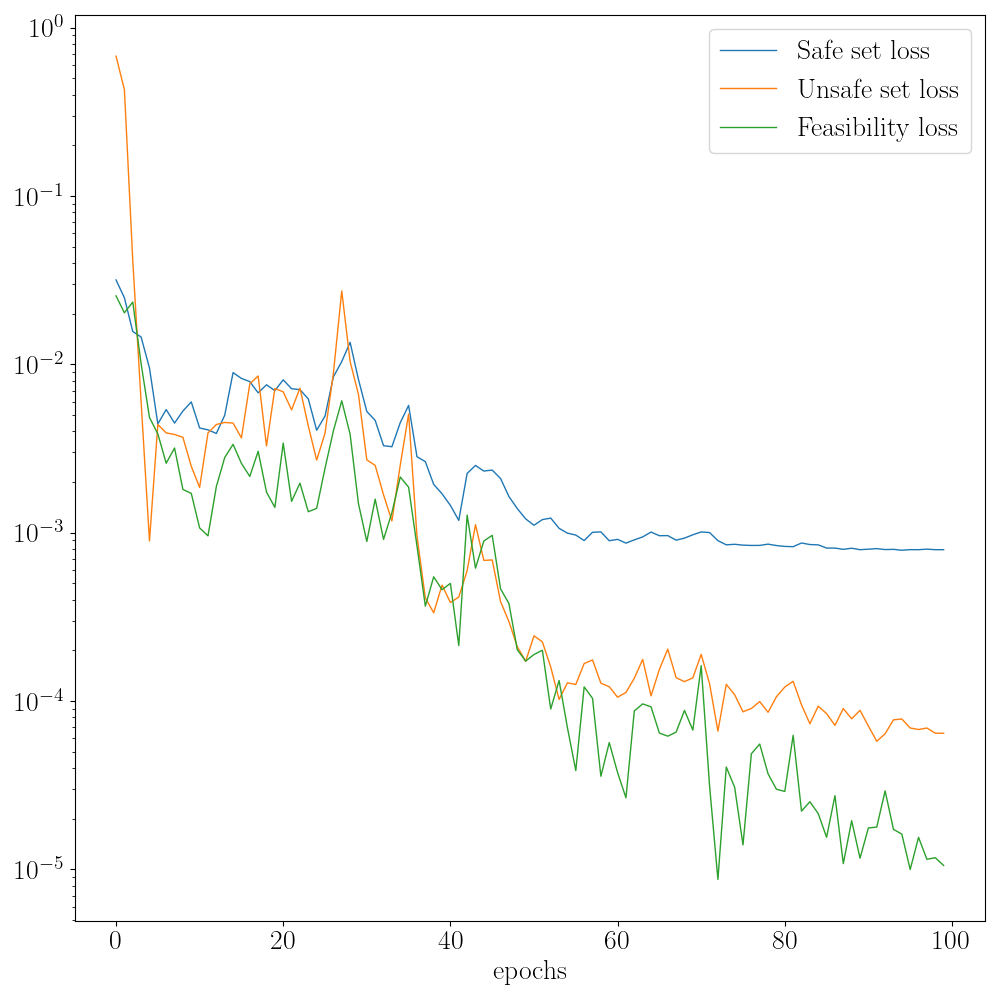 10^0
10^{-1}
10^{-2}
10^{-3}
10^{-4}
10^{-5}
Safe set loss
Unsafe set loss
Feasibility loss
0 20 40 60 80 100
epochs